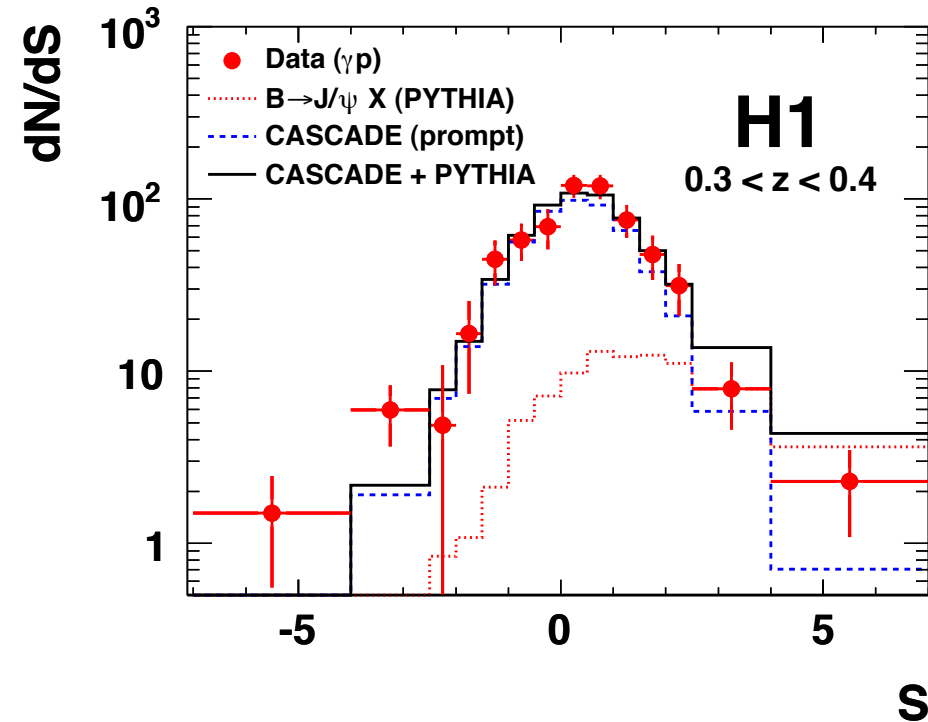 dN/dS
10³
10²
10
1
Data (γp)
B→J/ψ X (PYTHIA)
CASCADE (prompt)
CASCADE + PYTHIA
H1
0.3 < z < 0.4
-5 0 5
S